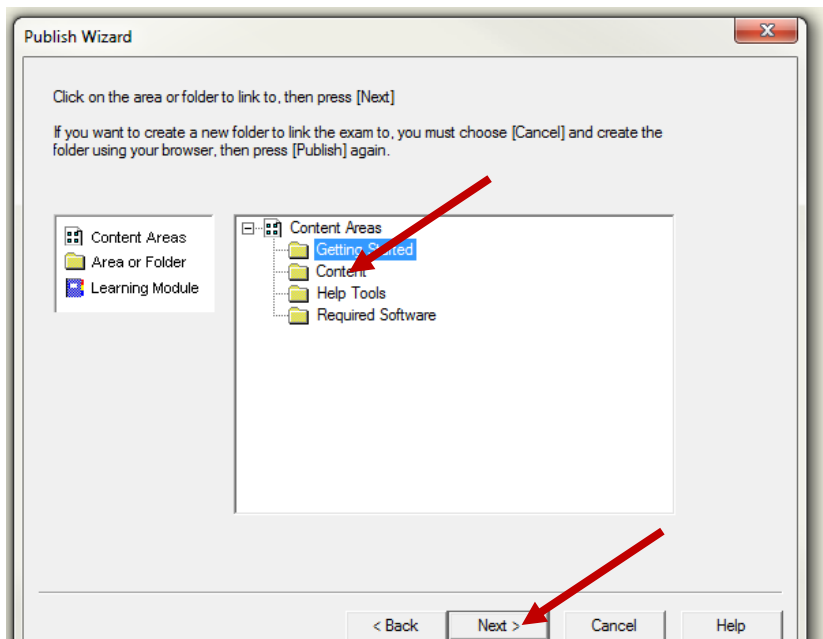 Publish Wizard
Click on the area or folder to link to, then press [Next]
If you want to create a new folder to link the exam to, you must choose [Cancel] and create the
folder using your browser, then press [Publish] again.
Content Areas
Area or Folder
Learning Module
Content Areas
Getting Started
Content
Help Tools
Required Software
< Back
Next >
Cancel
Help